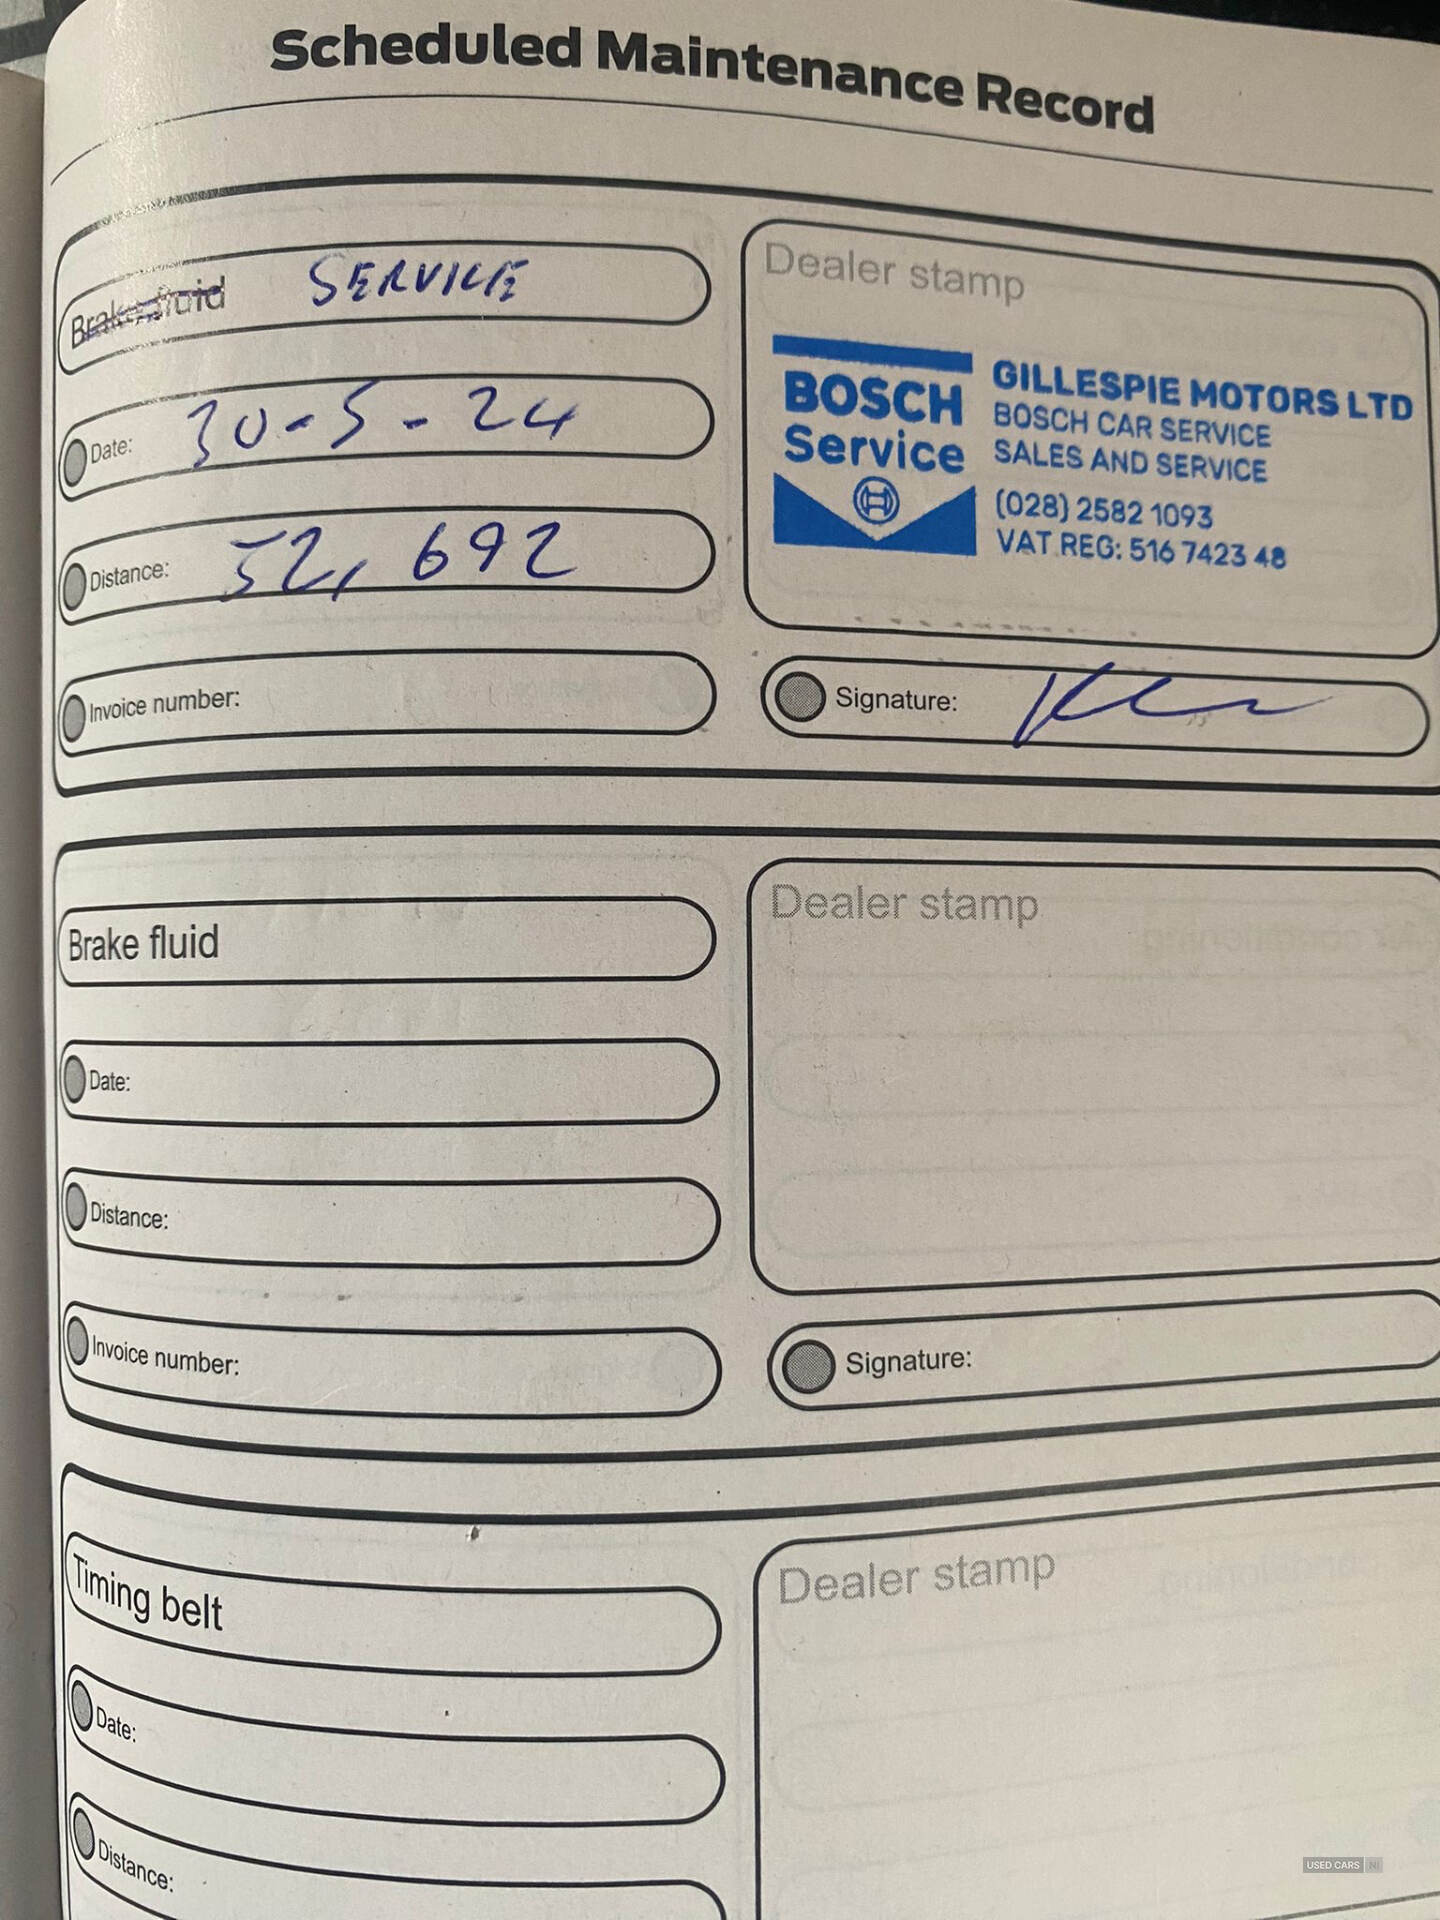 Scheduled Maintenance Record
Brake fluid SERVICE
Date: 30-5-24
Distance: 52,692
Invoice number:
Dealer stamp
BOSCH
Service
GILLESPIE MOTORS LTD
BOSCH CAR SERVICE
SALES AND SERVICE
(028) 2582 1093
VAT REG: 516 7423 48
Signature:
Brake fluid
Date:
Distance:
Invoice number:
Dealer stamp
Signature:
Timing belt
Date:
Distance:
Dealer stamp
USED CARS NI